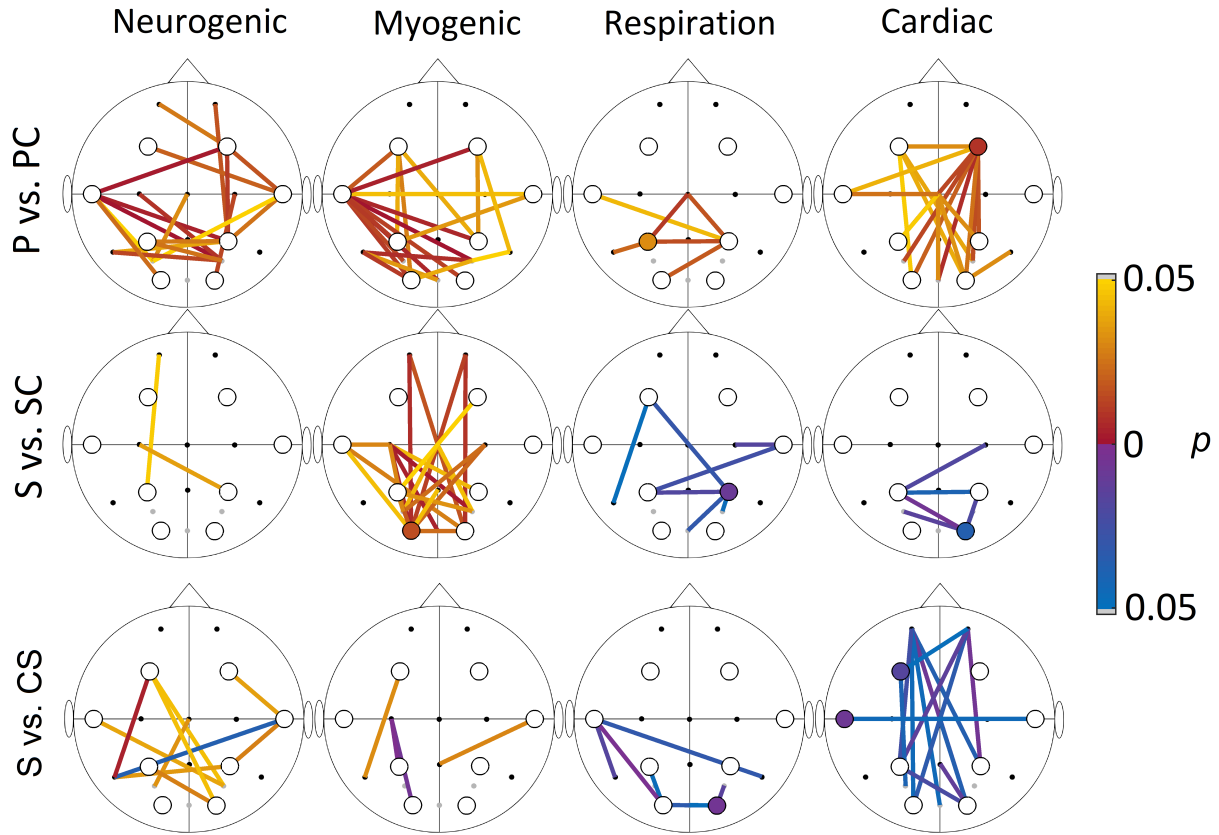 Neurogenic Myogenic Respiration Cardiac
P vs. PC
S vs. SC
S vs. CS
0.05
0 p
0.05